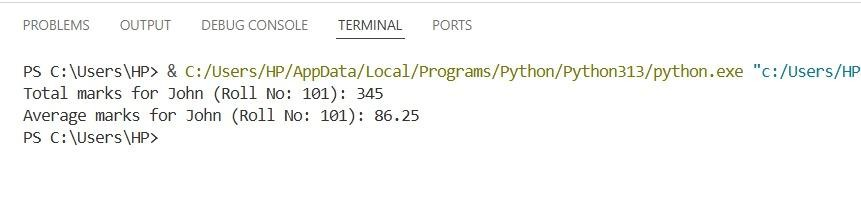 PROBLEMS OUTPUT DEBUG CONSOLE TERMINAL PORTS
PS C:\Users\HP> & C:/Users/HP/AppData/Local/Programs/Python/Python313/python.exe "c:/Users/HP
Total marks for John (Roll No: 101): 345
Average marks for John (Roll No: 101): 86.25
PS C:\Users\HP>